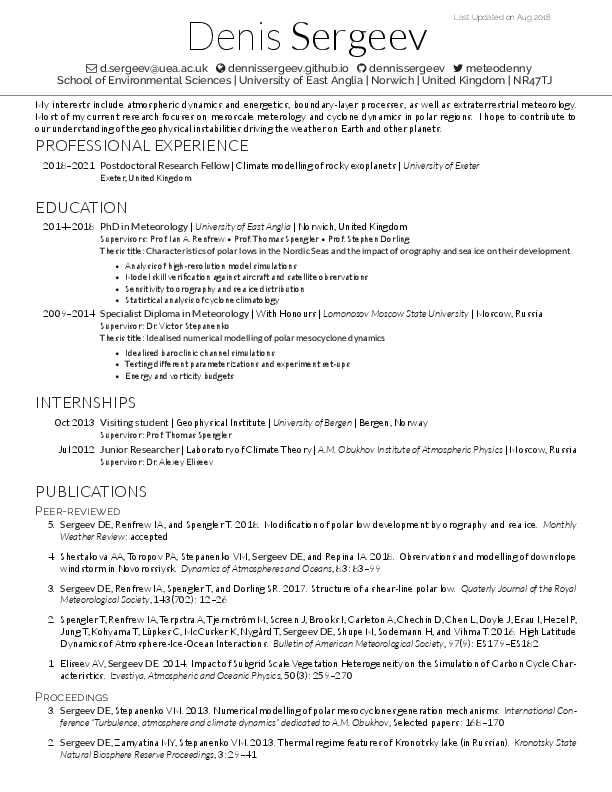 Last Updated on Aug 2018
Denis Sergeev
d.sergeev@uea.ac.uk dennissergeev.github.io dennissergeev meteodenny
School of Environmental Sciences | University of East Anglia | Norwich | United Kingdom | NR47TJ
My interests include atmospheric dynamics and energetics, boundary-layer processes, as well as extraterrestrial meteorology.
Most of my current research focuses on mesoscale meterology and cyclone dynamics in polar regions. I hope to contribute to
our understanding of the geophysical instabilities driving the weather on Earth and other planets.
PROFESSIONAL EXPERIENCE
2018–2021 Postdoctoral Research Fellow | Climate modelling of rocky exoplanets | University of Exeter
Exeter, United Kingdom
EDUCATION
2014–2018 PhD in Meteorology | University of East Anglia | Norwich, United Kingdom
Supervisors: Prof. Ian A. Renfrew • Prof. Thomas Spengler • Prof. Stephen Dorling
Thesis title: Characteristics of polar lows in the Nordic Seas and the impact of orography and sea ice on their development
• Analysis of high-resolution model simulations
• Model skill verification against aircraft and satellite observations
• Sensitivity to orography and sea ice distribution
• Statistical analysis of cyclone climatology
2009–2014 Specialist Diploma in Meteorology | With Honours | Lomonosov Moscow State University | Moscow, Russia
Supervisor: Dr. Victor Stepanenko
Thesis title: Idealised numerical modelling of polar mesocyclone dynamics
• Idealised baroclinic channel simulations
• Testing different parameterizations and experiment set-ups
• Energy and vorticity budgets
INTERNSHIPS
Oct 2013 Visiting student | Geophysical Institute | University of Bergen | Bergen, Norway
Supervisor: Prof. Thomas Spengler
Jul 2012 Junior Researcher | Laboratory of Climate Theory | A.M. Obukhov Institute of Atmospheric Physics | Moscow, Russia
Supervisor: Dr. Alexey Eliseev
PUBLICATIONS
PEER-REVIEWED
5. Sergeev DE, Renfrew IA, and Spengler T. 2018. Modification of polar low development by orography and sea ice. Monthly
Weather Review: accepted
4. Shestakova AA, Toropov PA, Stepanenko VM, Sergeev DE, and Repina IA. 2018. Observations and modelling of downslope
windstorm in Novorossiysk. Dynamics of Atmospheres and Oceans, 83: 83–99
3. Sergeev DE, Renfrew IA, Spengler T, and Dorling SR. 2017. Structure of a shear-line polar low. Quaterly Journal of the Royal
Meteorological Society, 143(702): 12–26
2. Spengler T, Renfrew IA, Terpstra A, Tjernström M, Screen J, Brooks I, Carleton A, Chechin D, Chen L, Doyle J, Esau I, Hezel P,
Jung T, Kohyama T, Lüpkes C, McCusker K, Nygård T, Sergeev DE, Shupe M, Sodemann H, and Vihma T. 2016. High Latitude
Dynamics of Atmosphere-Ice-Ocean Interactions. Bulletin of American Meteorological Society, 97(9): ES179–ES182
1. Eliseev AV, Sergeev DE. 2014. Impact of Subgrid Scale Vegetation Heterogeneity on the Simulation of Carbon Cycle Char-
acteristics. Izvestiya, Atmospheric and Oceanic Physics, 50(3): 259–270
PROCEEDINGS
3. Sergeev DE, Stepanenko VM. 2013. Numerical modelling of polar mesocyclones generation mechanisms. International Con-
ference "Turbulence, atmosphere and climate dynamics" dedicated to A.M. Obukhov, Selected papers: 168–170
2. Sergeev DE, Zamyatina MY, Stepanenko VM. 2013. Thermal regime features of Kronotsky lake (in Russian). Kronotsky State
Natural Biosphere Reserve Proceedings, 3: 29–41